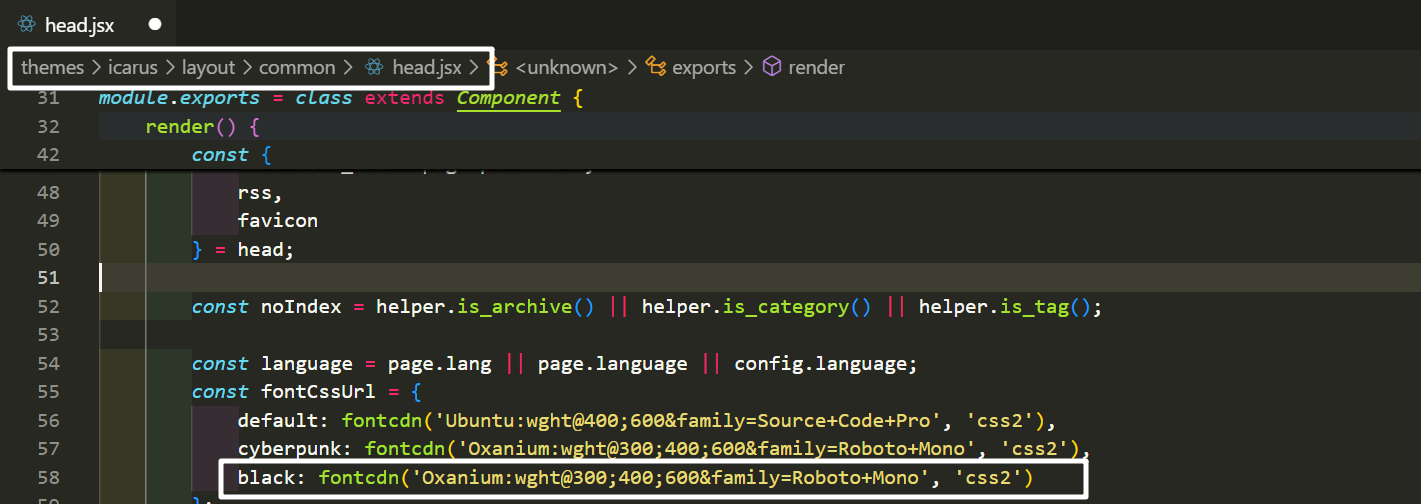 head.jsx
themes > icarus > layout > common > head.jsx > <unknown> > exports > render
31 module.exports = class extends Component {
32 render() {
42 const {
48 rss,
49 favicon
50 } = head;
51
52 const noIndex = helper.is_archive() || helper.is_category() || helper.is_tag();
53
54 const language = page.lang || page.language || config.language;
55 const fontCssUrl = {
56 default: fontcdn('Ubuntu:wght@400;600&family=Source+Code+Pro', 'css2'),
57 cyberpunk: fontcdn('Oxanium:wght@300;400;600&family=Roboto+Mono', 'css2'),
58 black: fontcdn('Oxanium:wght@300;400;600&family=Roboto+Mono', 'css2')